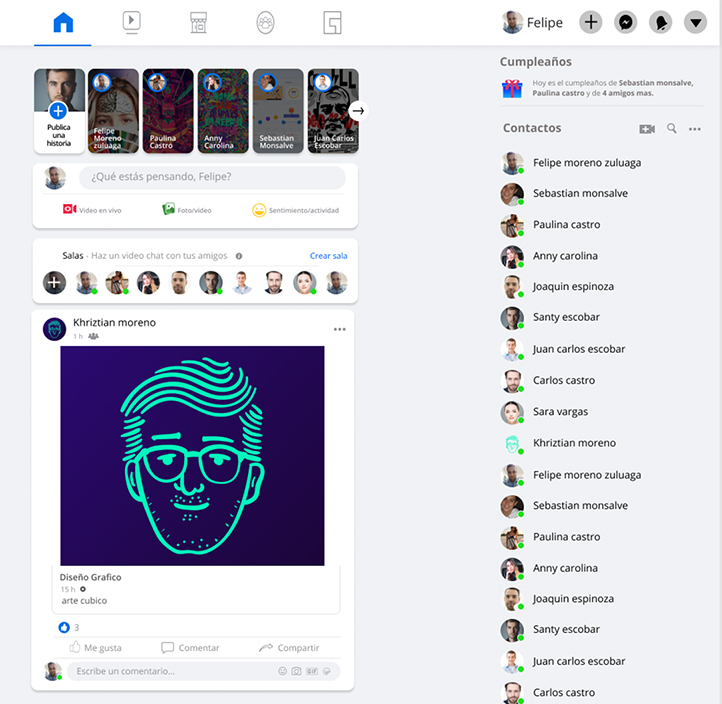 Felipe
Cumpleaños
Hoy es el cumpleaños de Sebastian monsalve,
Paulina castro y de 4 amigos mas.
Contactos
Publica
una
historia
Felipe
Moreno
zuluaga
Paulina
Castro
Anny
Carolina
Sebastian
Monsalve
Juan Carlos
Escobar
¿Qué estás pensando, Felipe?
Video en vivo
Foto/video
Sentimiento/actividad
Salas - Haz un video chat con tus amigos
Crear sala
Khriztian moreno
1 h
Diseño Grafico
15 h
arte cubico
3
Me gusta
Comentar
Compartir
Escribe un comentario...
GIF
Felipe moreno zuluaga
Sebastian monsalve
Paulina castro
Anny carolina
Joaquin espinoza
Santy escobar
Juan carlos escobar
Carlos castro
Sara vargas
Khriztian moreno
Felipe moreno zuluaga
Sebastian monsalve
Paulina castro
Anny carolina
Joaquin espinoza
Santy escobar
Juan carlos escobar
Carlos castro